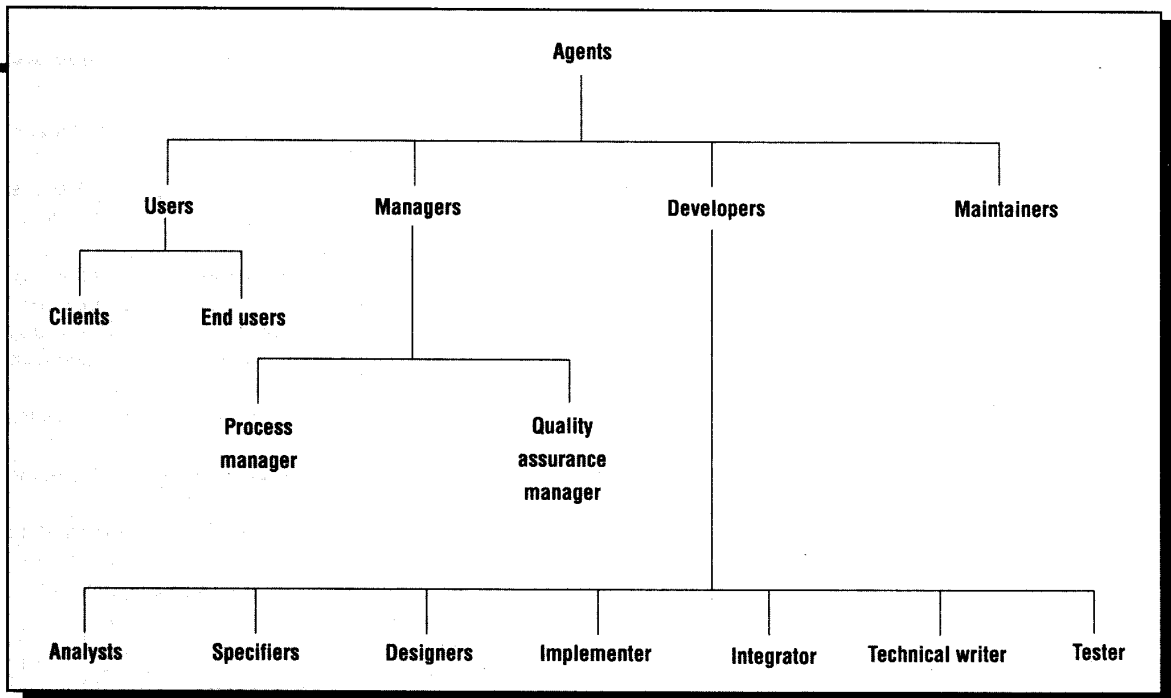 Agents
Users
Managers
Developers
Maintainers
Clients
End users
Process
manager
Quality
assurance
manager
Analysts
Specifiers
Designers
Implementer
Integrator
Technical writer
Tester